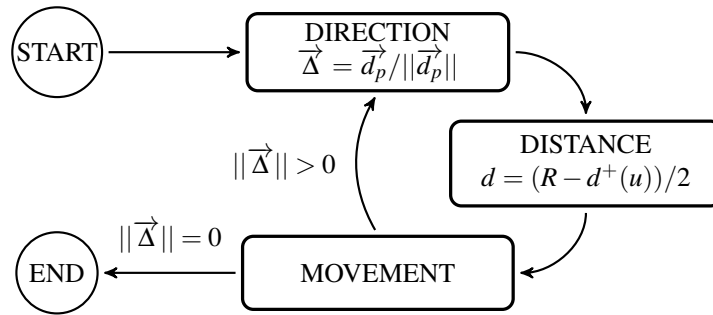 START
DIRECTION
$\overrightarrow{\Delta} = \overrightarrow{d_p}/||\overrightarrow{d_p}||$
DISTANCE
$d = (R - d^+(u))/2$
$||\overrightarrow{\Delta}|| > 0$
$||\overrightarrow{\Delta}|| = 0$
END
MOVEMENT